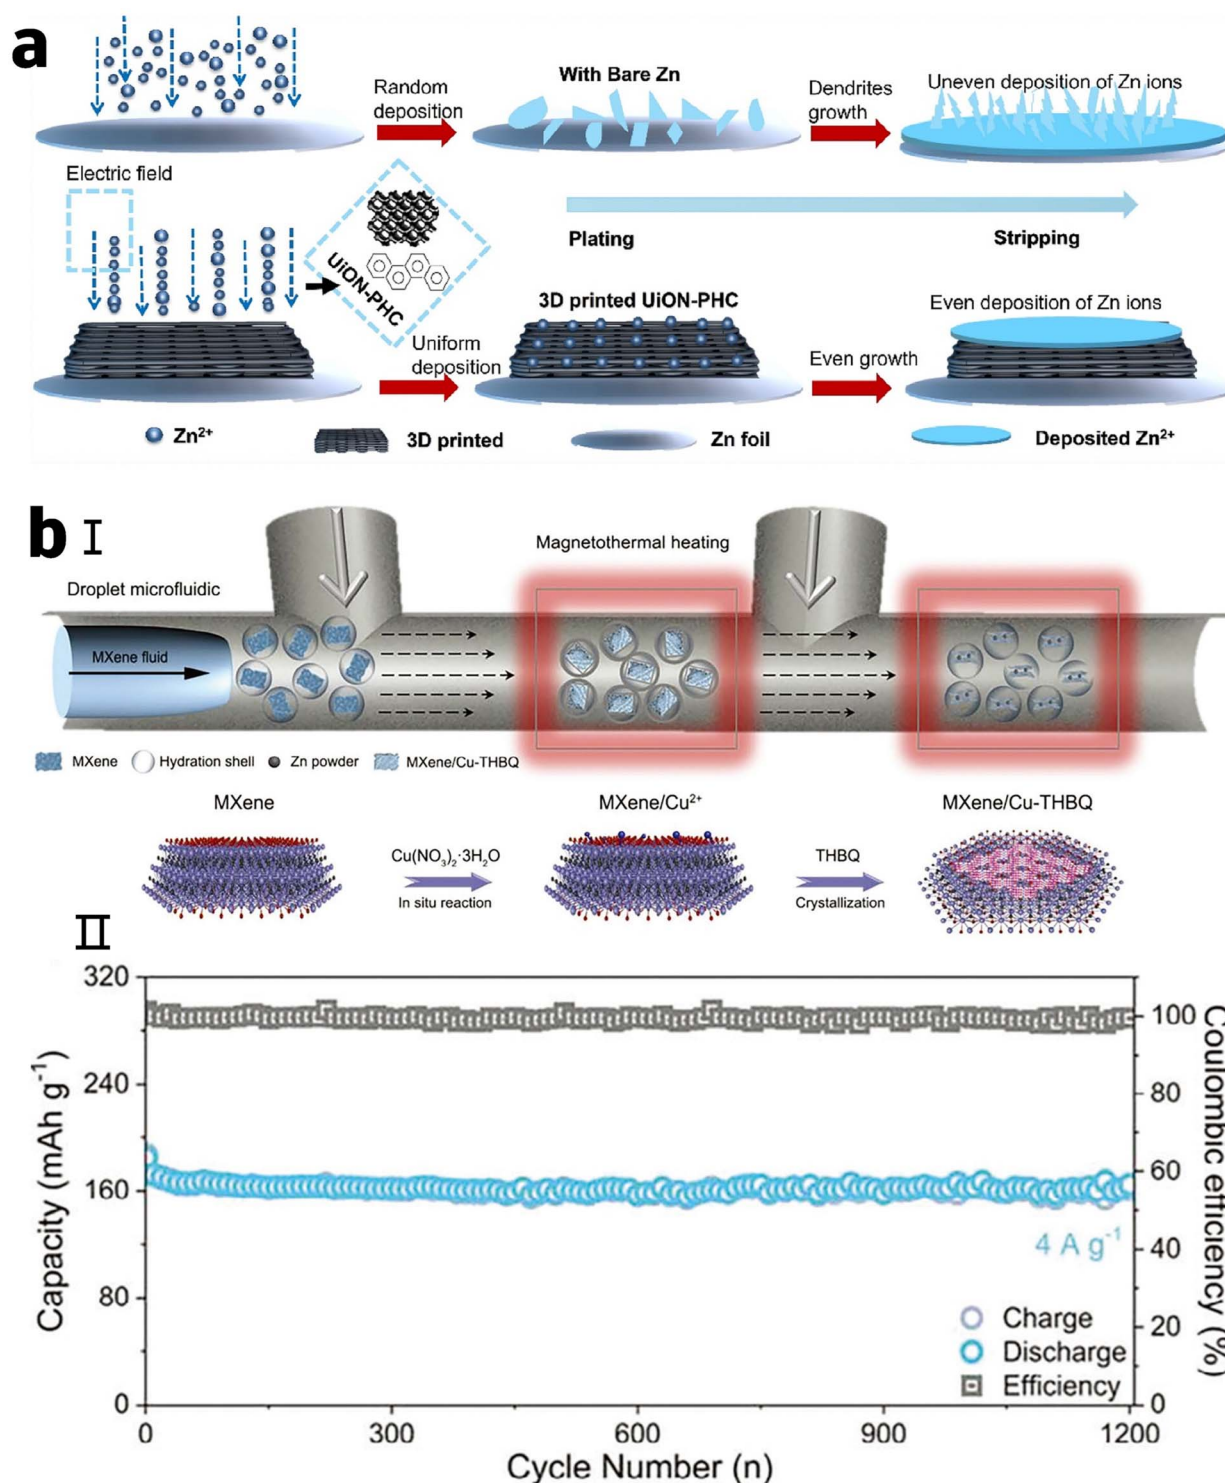 a
Random
deposition
With Bare Zn
Dendrites
growth
Uneven deposition of Zn ions
Electric field
UiON-PHC
Plating
Stripping
3D printed UiON-PHC
Even deposition of Zn ions
Uniform
deposition
Even growth
Zn²⁺
3D printed
Zn foil
Deposited Zn²⁺
b I
Droplet microfluidic
Magnetothermal heating
MXene fluid
MXene
Hydration shell
Zn powder
MXene/Cu-THBQ
MXene
MXene/Cu²⁺
MXene/Cu-THBQ
Cu(NO₃)₂·3H₂O
In situ reaction
THBQ
Crystallization
II
320
240
160
80
0
Capacity (mAh g⁻¹)
100
80
60
40
20
0
Coulombic efficiency (%)
4 A g⁻¹
Charge
Discharge
Efficiency
0 300 600 900 1200
Cycle Number (n)